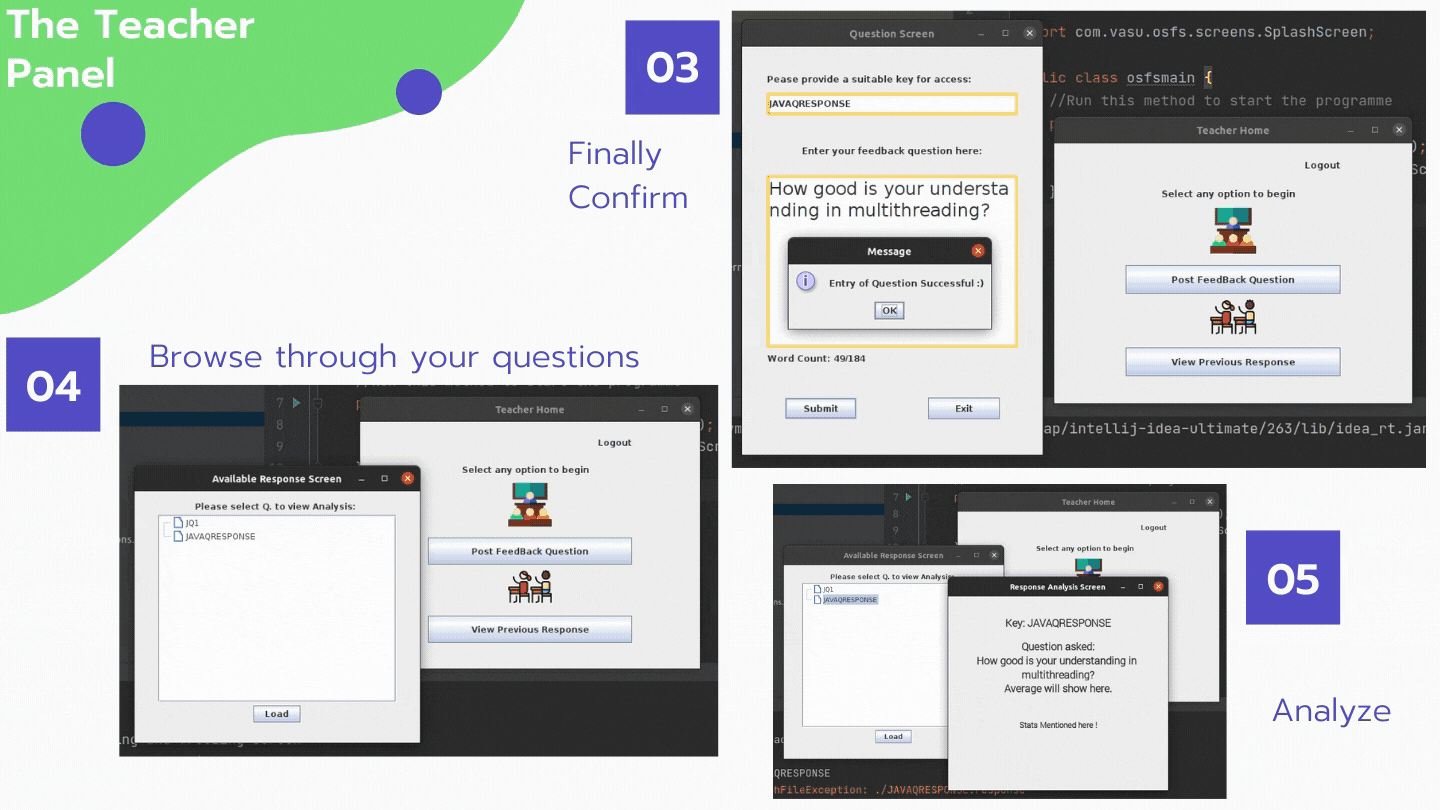 The Teacher
Panel
03
Finally
Confirm
Question Screen
Pease provide a suitable key for access:
JAVAQRESPONSE
Enter your feedback question here:
How good is your understa
nding in multithreading?
Message
Entry of Question Successful :)
OK
Word Count: 49/184
Submit
Exit
ort com.vasu.osfs.screens.SplashScreen;
lic class osfsmain {
//Run this method to start the programme
Teacher Home
Logout
Select any option to begin
Post FeedBack Question
View Previous Response
ap/intellij-idea-ultimate/263/lib/idea_rt.jar
04
Browse through your questions
7
8
9
Teacher Home
Logout
Select any option to begin
Post FeedBack Question
View Previous Response
Available Response Screen
Please select Q. to view Analysis:
JQ1
JAVAQRESPONSE
Load
7
8
9
Teacher Home
Logout
Select any option to begin
Available Response Screen
Please select Q. to view Analysis:
JQ1
JAVAQRESPONSE
Load
Response Analysis Screen
Key: JAVAQRESPONSE
Question asked:
How good is your understanding in
multithreading?
Average will show here.
Stats Mentioned here !
QRESPONSE
hFileException: ./JAVAQRESPONSE.response
05
Analyze